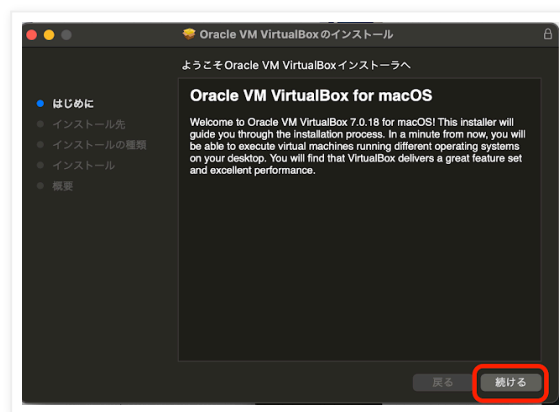 Oracle VM VirtualBoxのインストール
ようこそOracle VM VirtualBoxインストーラへ
はじめに
インストール先
インストールの種類
インストール
概要
Oracle VM VirtualBox for macOS
Welcome to Oracle VM VirtualBox 7.0.18 for macOS! This installer will
guide you through the installation process. In a minute from now, you will
be able to execute virtual machines running different operating systems
on your desktop. You will find that VirtualBox delivers a great feature set
and excellent performance.
戻る
続ける